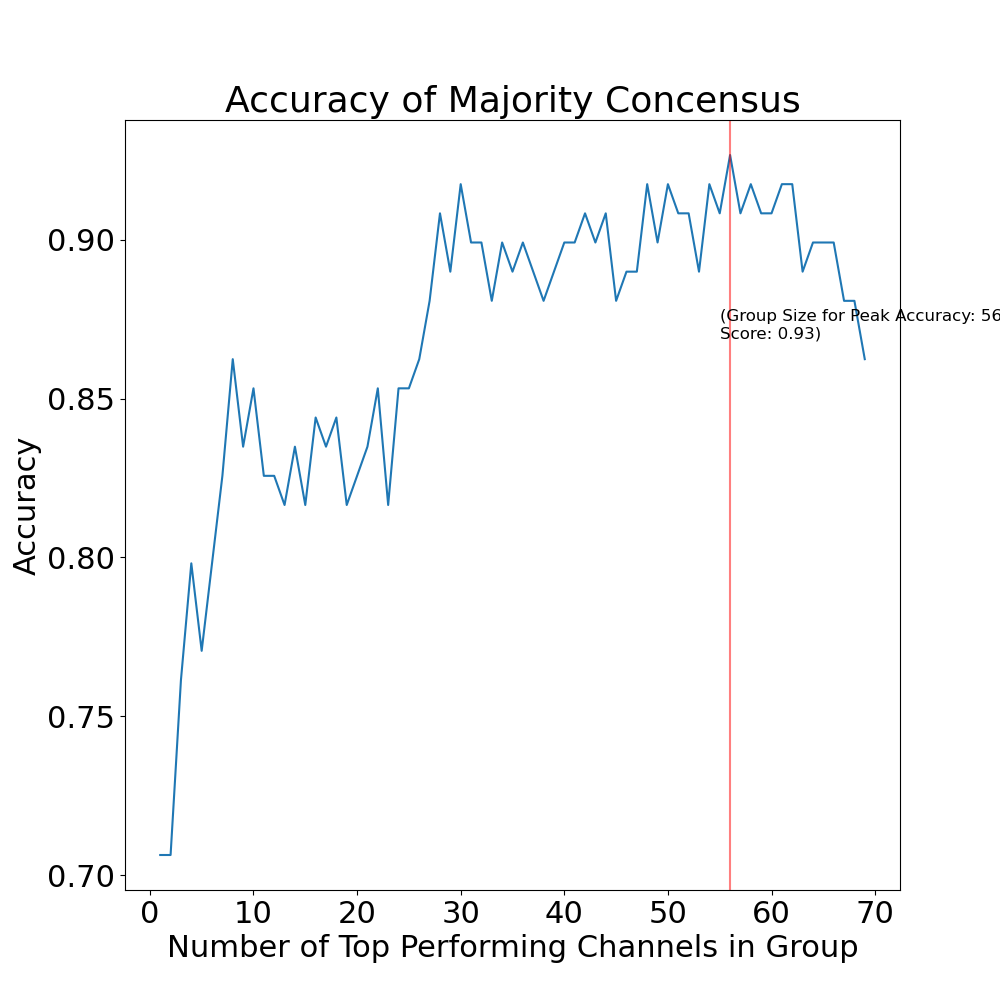 Accuracy of Majority Concensus
0.90
0.85
0.80
0.75
0.70
Accuracy
(Group Size for Peak Accuracy: 56
Score: 0.93)
0 10 20 30 40 50 60 70
Number of Top Performing Channels in Group